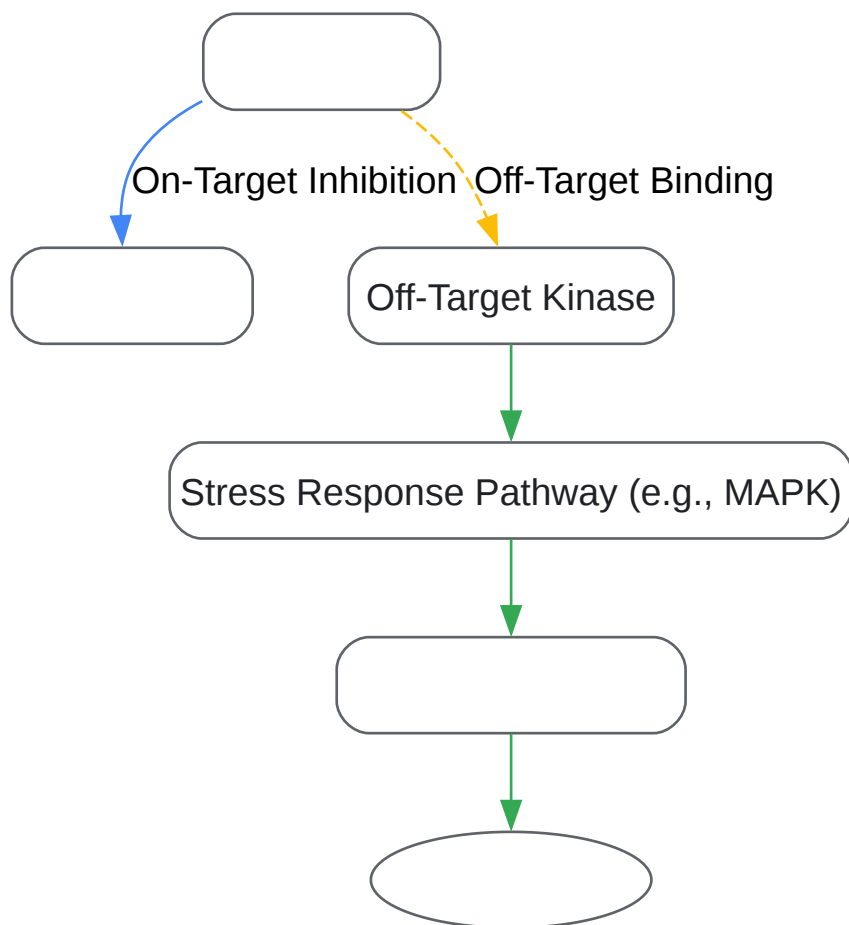 On-Target Inhibition
Off-Target Binding
Off-Target Kinase
Stress Response Pathway (e.g., MAPK)